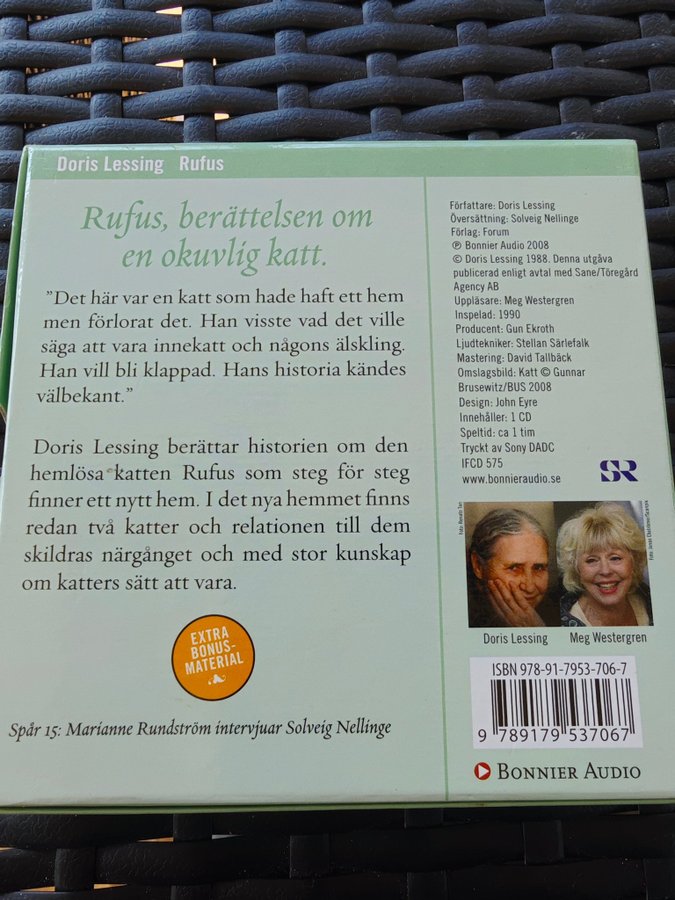 Doris Lessing Rufus
Rufus, berättelsen om
en okuvlig katt.
"Det här var en katt som hade haft ett hem
men förlorat det. Han visste vad det ville
säga att vara innekatt och någons älskling.
Han vill bli klappad. Hans historia kändes
välbekant."
Doris Lessing berättar historien om den
hemlösa katten Rufus som steg för steg
finner ett nytt hem. I det nya hemmet finns
redan två katter och relationen till dem
skildras närgånget och med stor kunskap
om katters sätt att vara.
EXTRA
BONUS-
MATERIAL
Spår 15: Marianne Rundström intervjuar Solveig Nellinge
Författare: Doris Lessing
Översättning: Solveig Nellinge
Förlag: Forum
℗ Bonnier Audio 2008
© Doris Lessing 1988. Denna utgåva
publicerad enligt avtal med Sane/Töregård
Agency AB
Uppläsare: Meg Westergren
Inspelad: 1990
Producent: Gun Ekroth
Ljudtekniker: Stellan Särlefalk
Mastering: David Tallbäck
Omslagsbild: Katt © Gunnar
Brusewitz/BUS 2008
Design: John Eyre
Innehåller: 1 CD
Speltid: ca 1 tim
Tryckt av Sony DADC
IFCD 575
www.bonnieraudio.se
SR
Doris Lessing Meg Westergren
ISBN 978-91-7953-706-7
9 789179 537067
BONNIER AUDIO